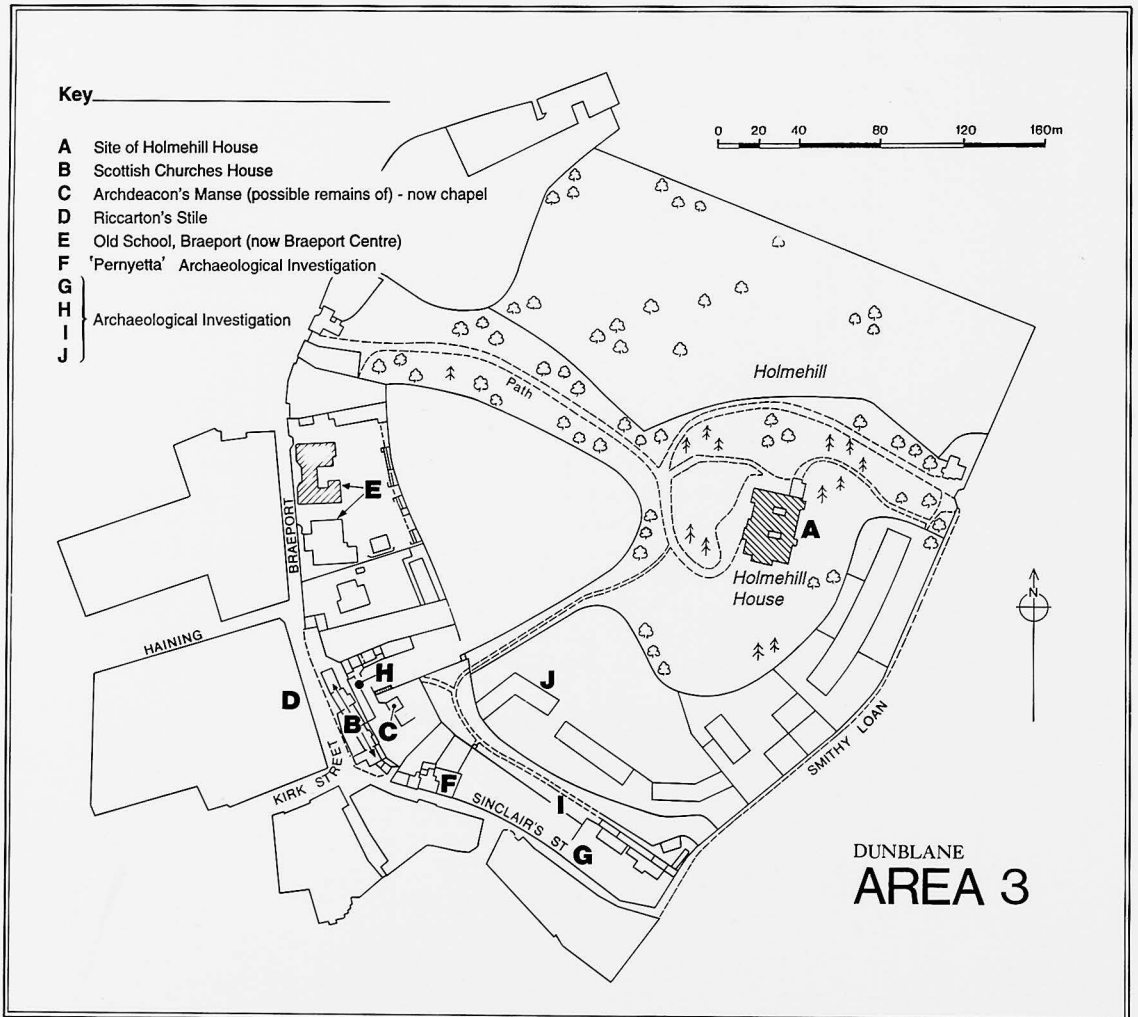 Key
A Site of Holmehill House
B Scottish Churches House
C Archdeacon's Manse (possible remains of) - now chapel
D Riccarton's Stile
E Old School, Braeport (now Braeport Centre)
F 'Pernyetta' Archaeological Investigation
G
H
I
J
Archaeological Investigation
0 20 40 80 120 160m
Holmehill
Path
E
BRAEPORT
A
Holmehill
House
N
HAINING
H
J
D
B
C
SMITHY LOAN
KIRK STREET
F
SINCLAIR'S ST
I
G
DUNBLANE
AREA 3